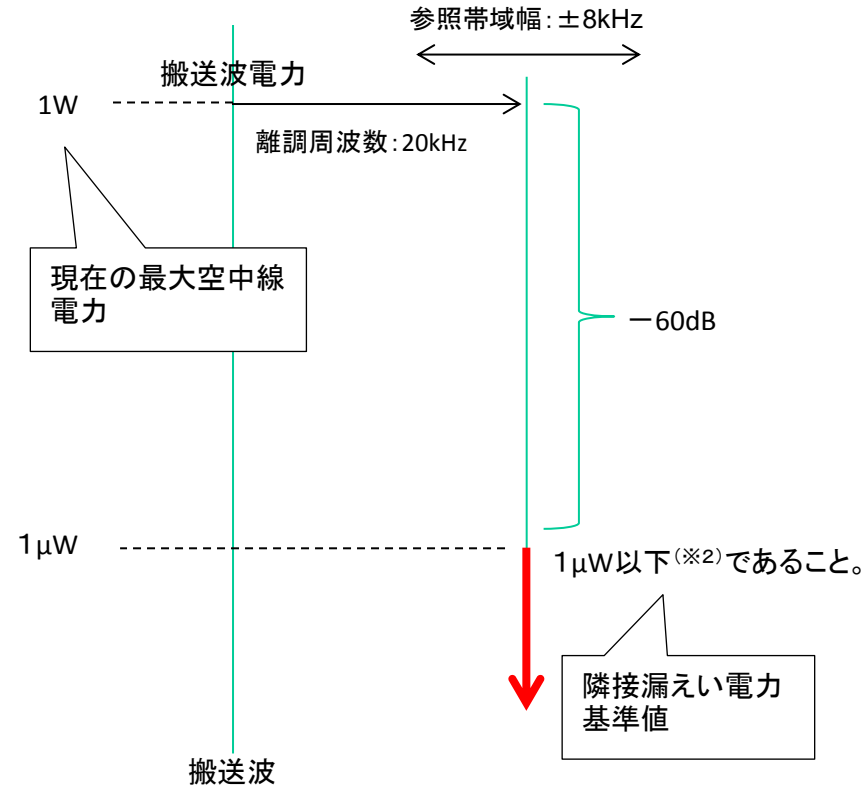 参照帯域幅：±8kHz
搬送波電力
1W
離調周波数：20kHz
現在の最大空中線
電力
－60dB
1μW
1μW以下(※2)であること。
隣接漏えい電力
基準値
搬送波